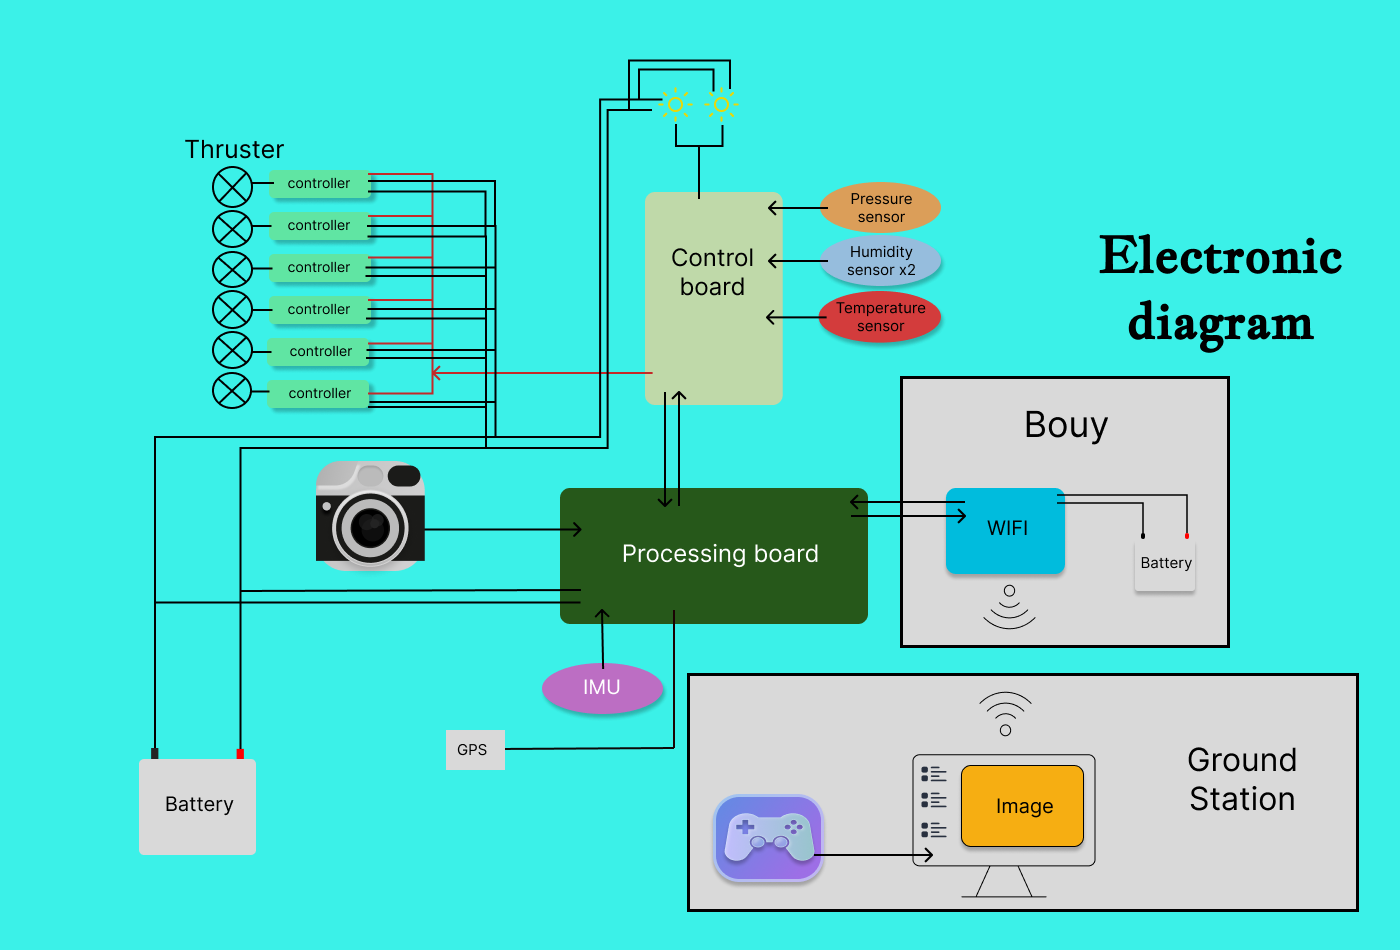 Thruster
controller
controller
controller
controller
controller
controller
Control
board
Pressure
sensor
Humidity
sensor x2
Temperature
sensor
Electronic
diagram
Bouy
WIFI
Battery
Processing board
IMU
GPS
Battery
Image
Ground
Station